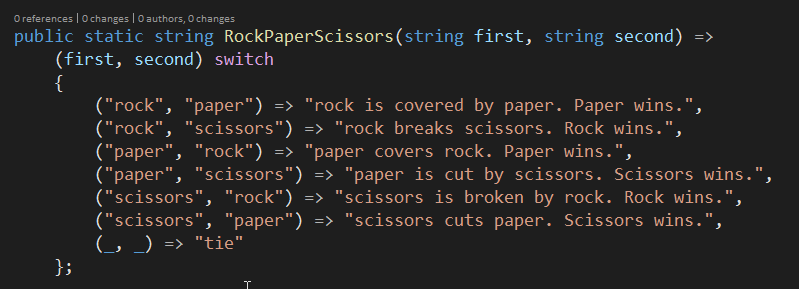 0 references | 0 changes | 0 authors, 0 changes
public static string RockPaperScissors(string first, string second) =>
    (first, second) switch
    {
        ("rock", "paper") => "rock is covered by paper. Paper wins.",
        ("rock", "scissors") => "rock breaks scissors. Rock wins.",
        ("paper", "rock") => "paper covers rock. Paper wins.",
        ("paper", "scissors") => "paper is cut by scissors. Scissors wins.",
        ("scissors", "rock") => "scissors is broken by rock. Rock wins.",
        ("scissors", "paper") => "scissors cuts paper. Scissors wins.",
        (_, _) => "tie"
    };